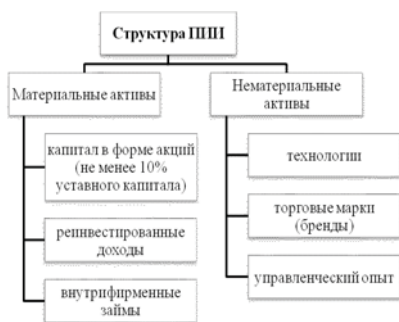 Структура ПИИ
Материальные активы
капитал в форме акций
(не менее 10%
уставного капитала)
реинвестированные
доходы
внутрифирменные
займы
Нематериальные
активы
технологии
торговые марки
(бренды)
управленческий опыт